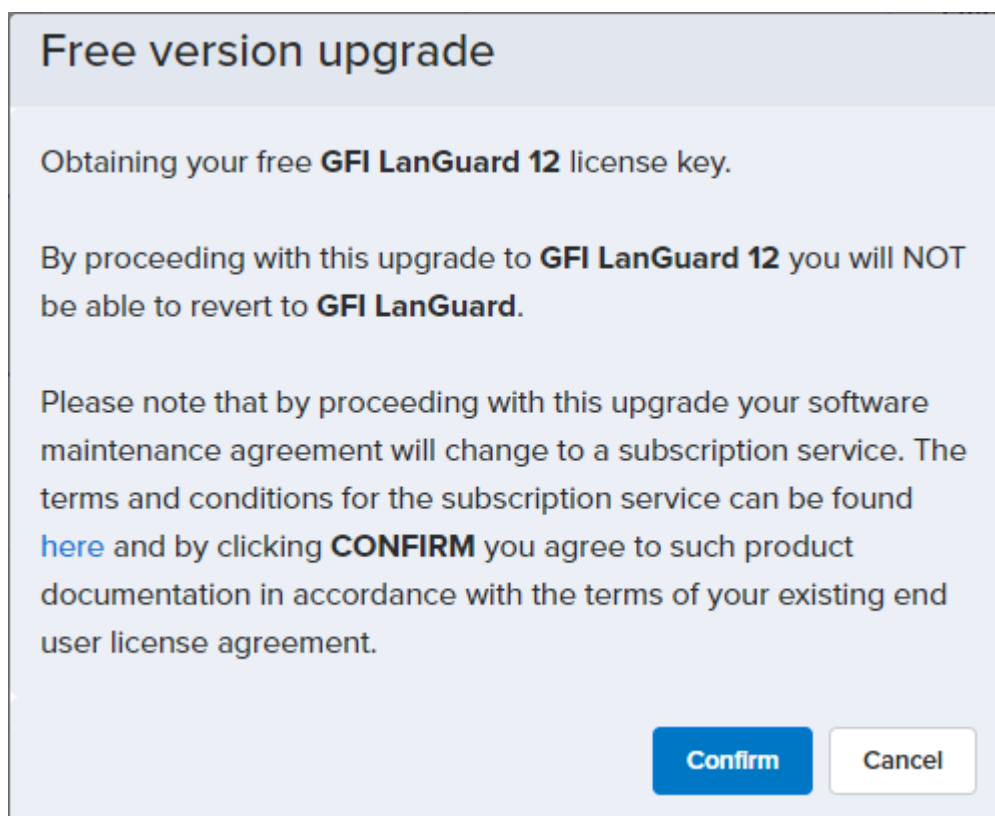 Free version upgrade
Obtaining your free GFI LanGuard 12 license key.
By proceeding with this upgrade to GFI LanGuard 12 you will NOT
be able to revert to GFI LanGuard.
Please note that by proceeding with this upgrade your software
maintenance agreement will change to a subscription service. The
terms and conditions for the subscription service can be found
here and by clicking CONFIRM you agree to such product
documentation in accordance with the terms of your existing end
user license agreement.
Confirm
Cancel